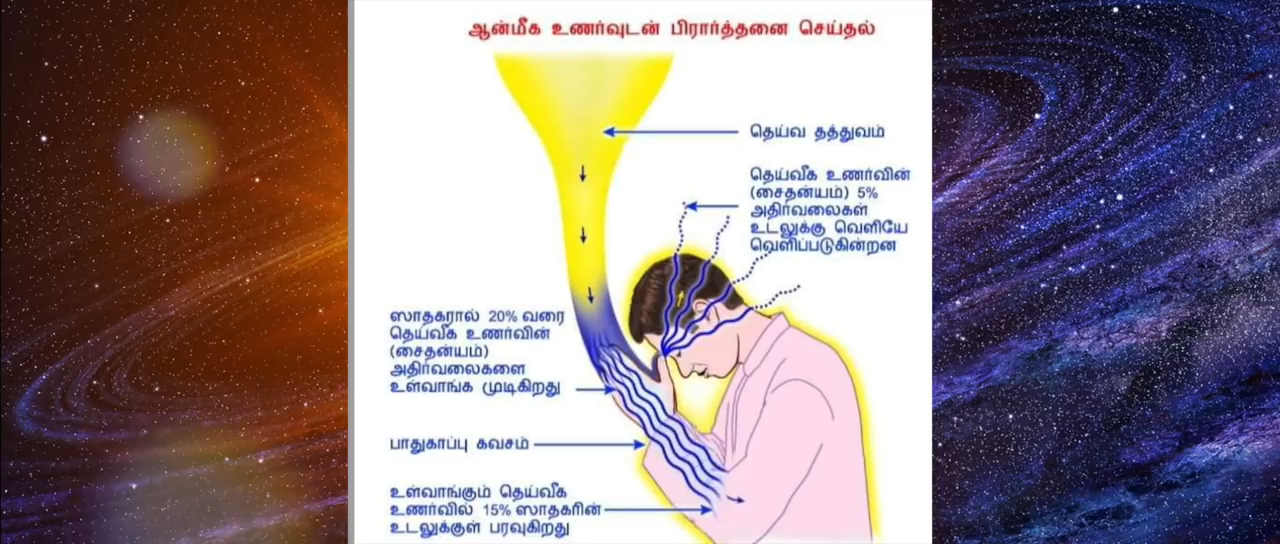 ஆன்மீக உணர்வுடன் பிரார்த்தனை செய்தல்
தெய்வ தத்துவம்
தெய்வீக உணர்வின்
(சைதன்யம்) 5%
அதிர்வலைகள்
உடலுக்கு வெளியே
வெளிப்படுகின்றன
ஸாதகரால் 20% வரை
தெய்வீக உணர்வின்
(சைதன்யம்)
அதிர்வலைகளை
உள்வாங்க முடிகிறது
பாதுகாப்பு கவசம்
உள்வாங்கும் தெய்வீக
உணர்வில் 15% ஸாதகரின்
உடலுக்குள் பரவுகிறது